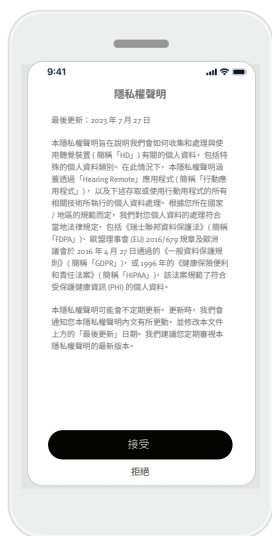 9:41
隱私權聲明
最後更新：2023 年 7 月 27 日
本隱私權聲明旨在說明我們會如何收集和處理與使
用聽覺裝置 ( 簡稱「HD」) 有關的個人資料，包括特
殊的個人資料類別。在此情況下，本隱私權聲明涵
蓋透過「Hearing Remote」應用程式 ( 簡稱「行動應
用程式」)，以及下述存取或使用行動應用程式的所有
相關技術所執行的個人資料處理。根據您所在國家
/ 地區的規範而定，我們對您個人資料的處理符合
當地法律規定，包括《瑞士聯邦資料保護法》( 簡稱
「FDPA」)、歐盟理事會 (EU) 2016/679 規章及歐洲
議會於 2016 年 4 月 27 日通過的《一般資料保護規
則》( 簡稱「GDPR」)，或 1996 年的《健康保險便利
和責任法案》( 簡稱「HIPAA」)，該法案規範了符合
受保護健康資訊 (PHI) 的個人資料。
本隱私權聲明可能會不定期更新。更新時，我們會
通知您本隱私權聲明內文有所更動，並修改本文件
上方的「最後更新」日期。我們建議您定期審視本
隱私權聲明的最新版本。
接受
拒絕